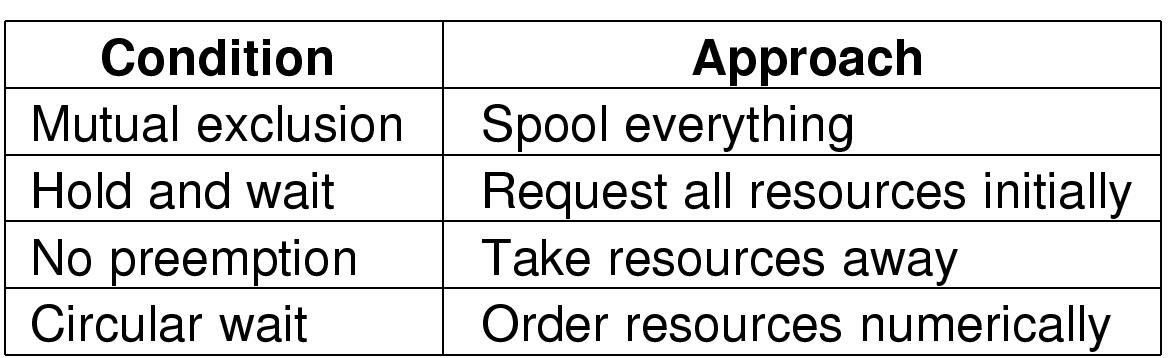 Condition Approach
Mutual exclusion Spool everything
Hold and wait Request all resources initially
No preemption Take resources away
Circular wait Order resources numerically